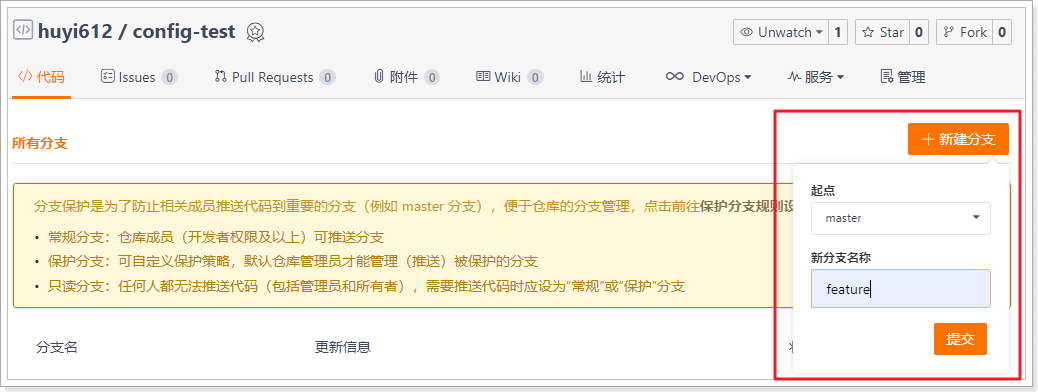 huyi612 / config-test
Unwatch 1 Star 0 Fork 0
代码 Issues 0 Pull Requests 0 附件 0 Wiki 0 统计 DevOps 服务 管理
所有分支
+ 新建分支
分支保护是为了防止相关成员推送代码到重要的分支（例如 master 分支），便于仓库的分支管理，点击前往保护分支规则设
• 常规分支：仓库成员（开发者权限及以上）可推送分支
• 保护分支：可自定义保护策略，默认仓库管理员才能管理（推送）被保护的分支
• 只读分支：任何人都无法推送代码（包括管理员和所有者），需要推送代码时应设为“常规”或“保护”分支
起点
master
新分支名称
feature
提交
分支名 更新信息